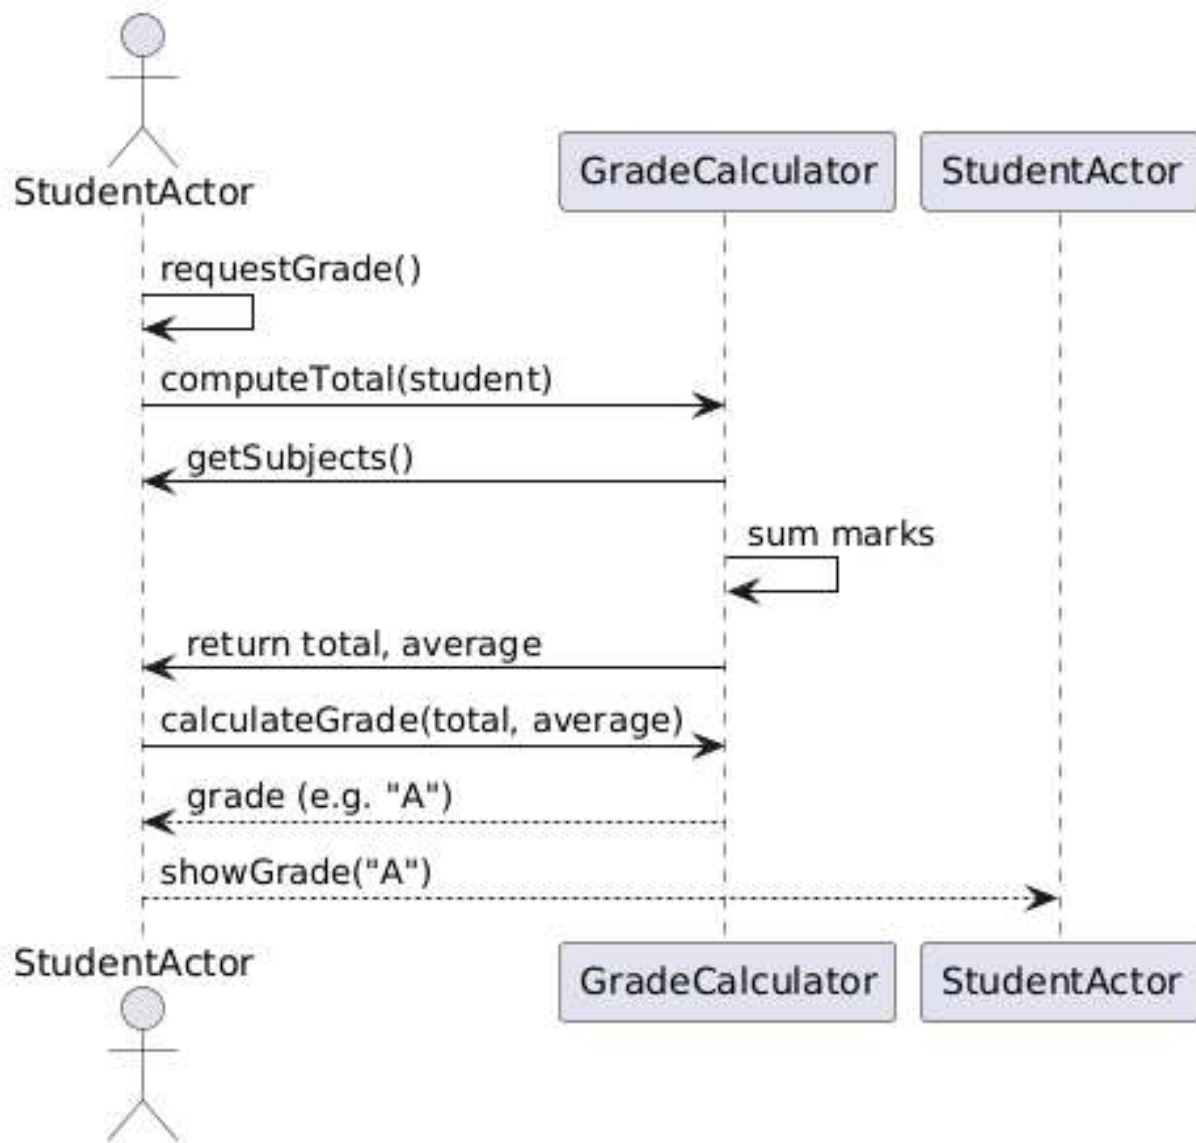 StudentActor
GradeCalculator
StudentActor
requestGrade()
computeTotal(student)
getSubjects()
sum marks
return total, average
calculateGrade(total, average)
grade (e.g. "A")
showGrade("A")
StudentActor
GradeCalculator
StudentActor